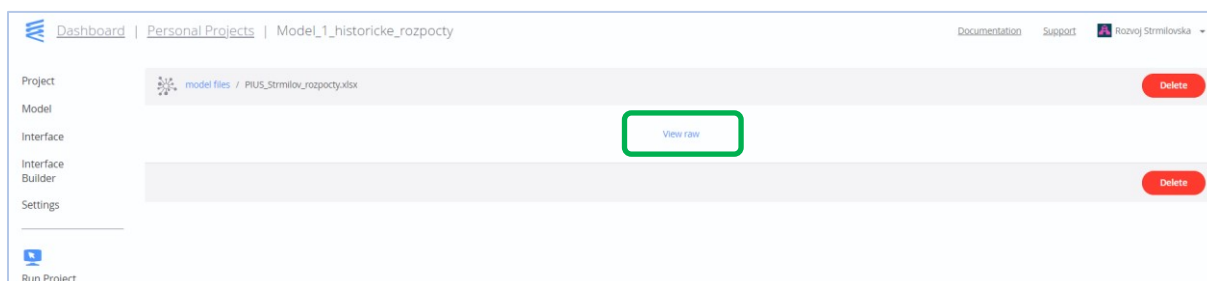 Dashboard | Personal Projects | Model_1_historicke_rozpocty
Documentation Support Rozvoj Strmilovska
Project
model files / PIUS_Strmilov_rozpocty.xlsx
Delete
Model
Interface
View raw
Interface
Builder
Delete
Settings
Run Project